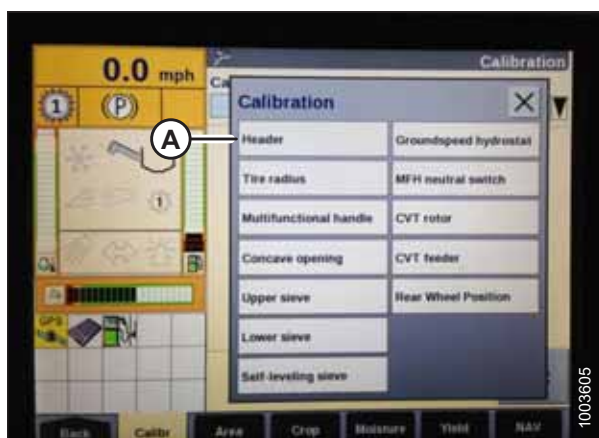 0.0 mph
Calibration
Ca
1
(P)
Calibration
A
Header
Groundspeed hydrostat
Tire radius
MFH neutral switch
1
Multifunctional handle
CVT rotor
Concave opening
CVT feeder
Upper sieve
Rear Wheel Position
Lower sieve
GPS
Self-leveling sieve
Back
Calibr
Area
Crop
Moisture
Yield
NAV
1003605